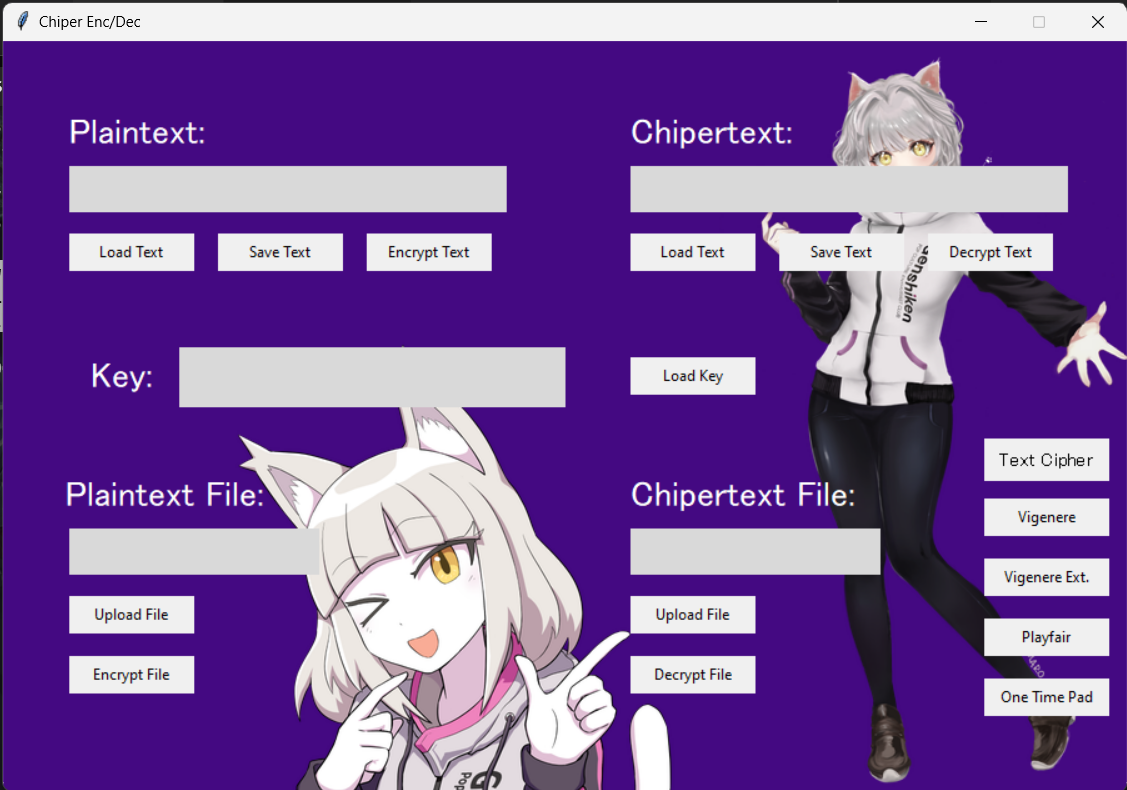 Chiper Enc/Dec
Plaintext:
Chipertext:
Load Text
Save Text
Encrypt Text
Load Text
Save Text
Decrypt Text
enshiken
Key:
Load Key
Text Cipher
Plaintext File:
Chipertext File:
Vigenere
Vigenere Ext.
Upload File
Upload File
Playfair
Encrypt File
Decrypt File
One Time Pad
G
Pop